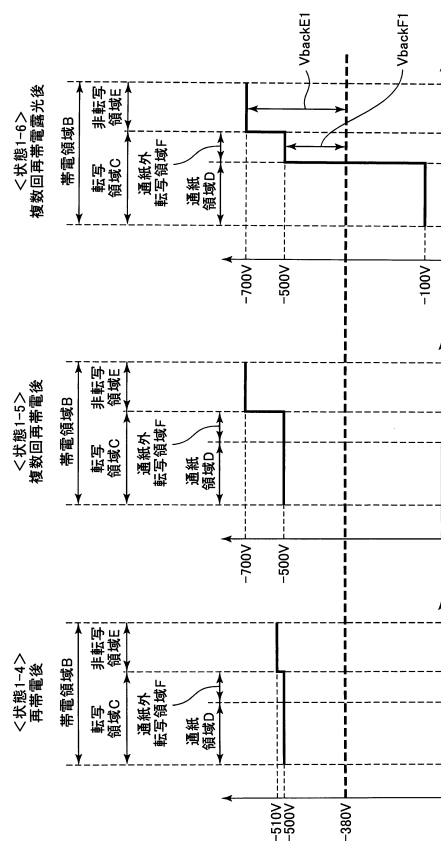 <状態1-4>
再帯電後
帯電領域B
転写
領域C
非転写
領域E
通紙外
転写領域F
通紙
領域D
-510V
-500V
-380V
<状態1-5>
複数回再帯電後
帯電領域B
転写
領域C
非転写
領域E
通紙外
転写領域F
通紙
領域D
-700V
-500V
<状態1-6>
複数回再帯電露光後
帯電領域B
転写
領域C
非転写
領域E
通紙外
転写領域F
通紙
領域D
-700V
-500V
-100V
VbackE1
VbackF1